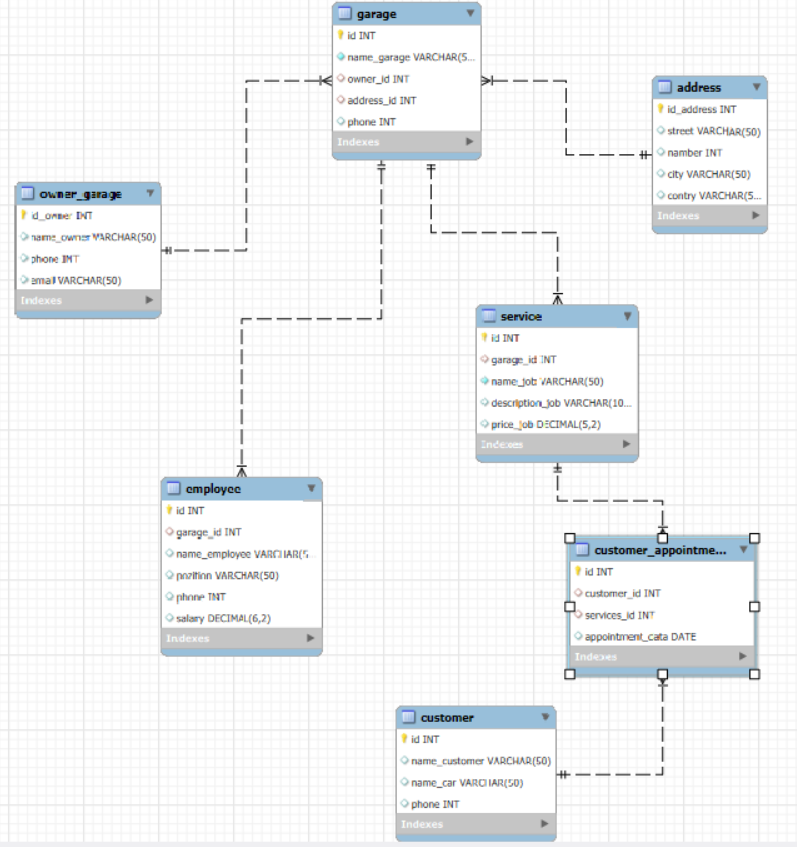 garage
id INT
name_garage VARCHAR(5...
owner_id INT
address_id INT
phone INT
Indexes
address
id_address INT
street VARCHAR(50)
namber INT
city VARCHAR(50)
contry VARCHAR(5...
Indexes
owner_garage
id_owner INT
name_owner VARCHAR(50)
phone INT
email VARCHAR(50)
Indexes
service
id INT
garage_id INT
name_job VARCHAR(50)
description_job VARCHAR(10...
price_job DECIMAL(5,2)
Indexes
employee
id INT
garage_id INT
name_employee VARCHAR(5...
pozition VARCHAR(50)
phone INT
salary DECIMAL(6,2)
Indexes
customer_appointme...
id INT
customer_id INT
services_id INT
appointment_cata DATE
Indexes
customer
id INT
name_customer VARCHAR(50)
name_car VARCHAR(50)
phone INT
Indexes